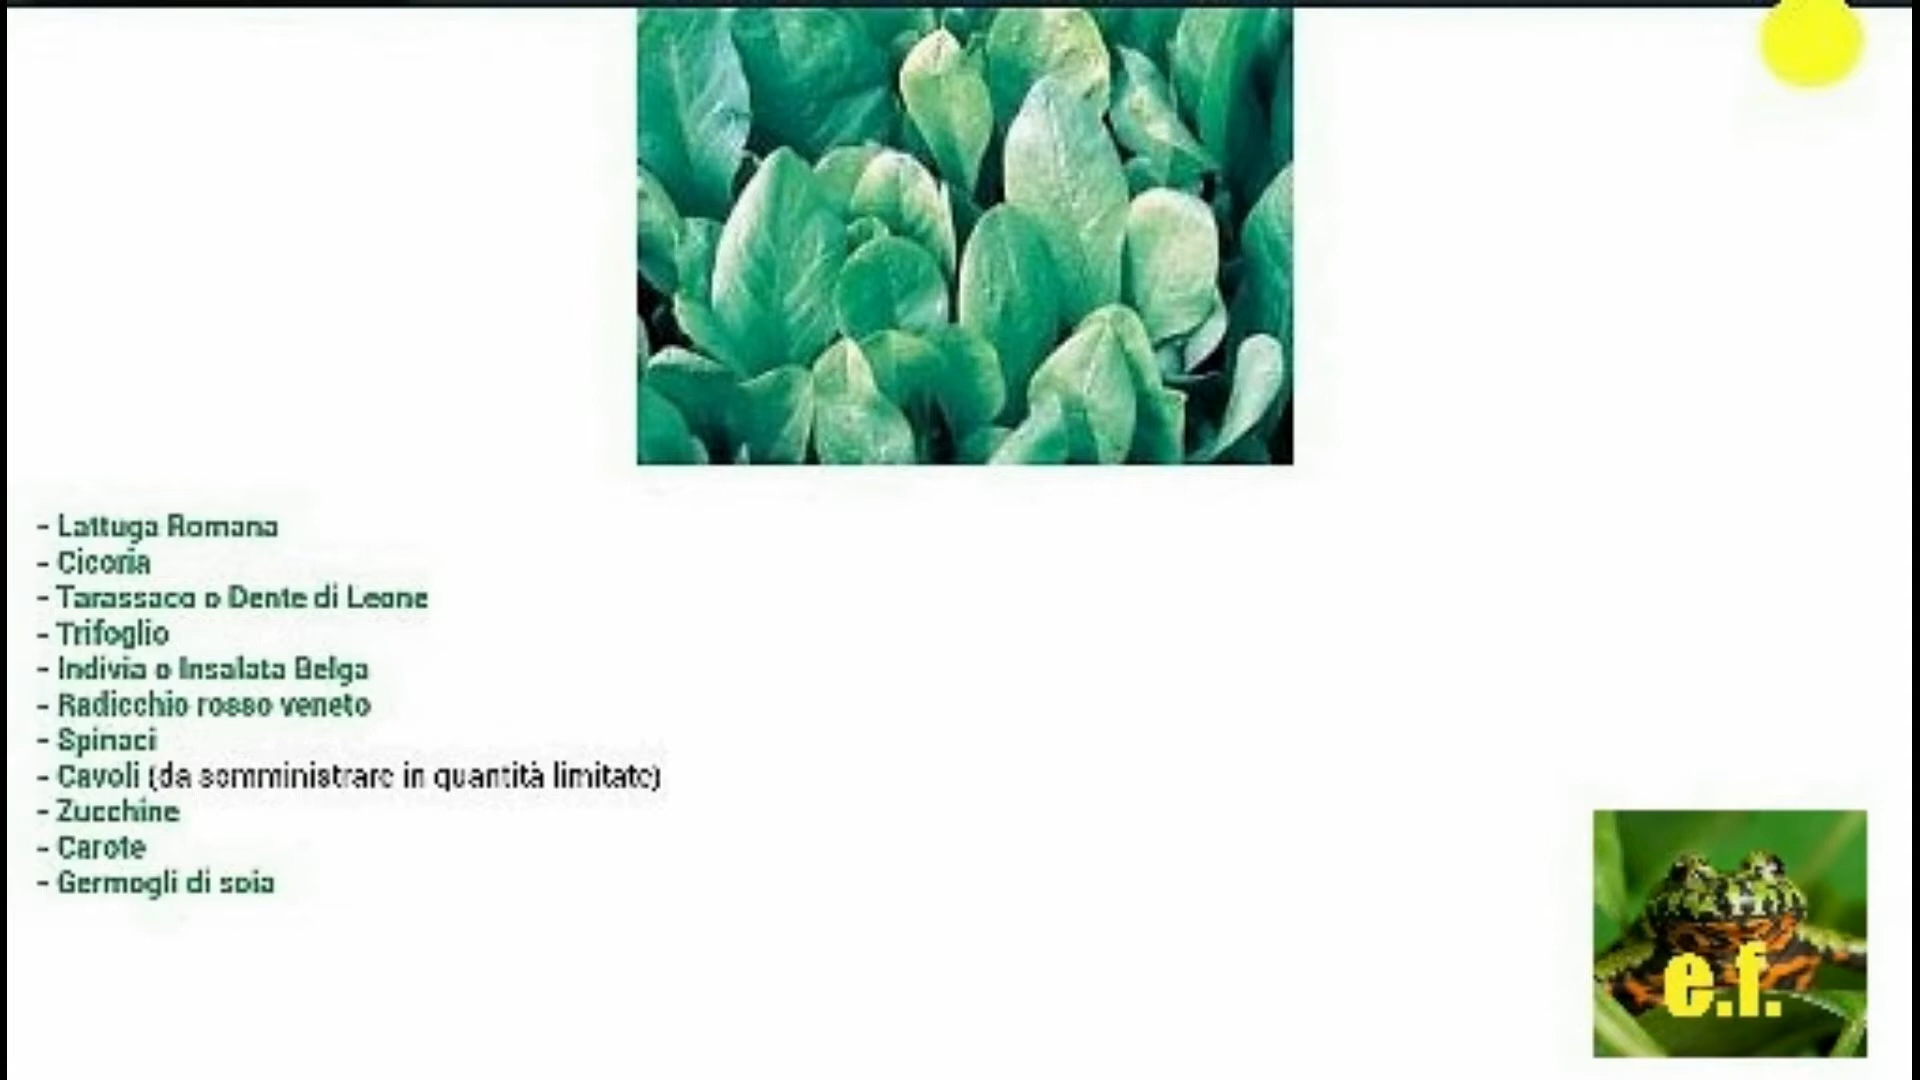 - Lattuga Romana
- Cicoria
- Tarassaco o Dente di Leone
- Trifoglio
- Indivia o Insalata Belga
- Radicchio rosso veneto
- Spinaci
- Cavoli (da somministrare in quantità limitate)
- Zucchine
- Carote
- Germogli di soia
e.f.